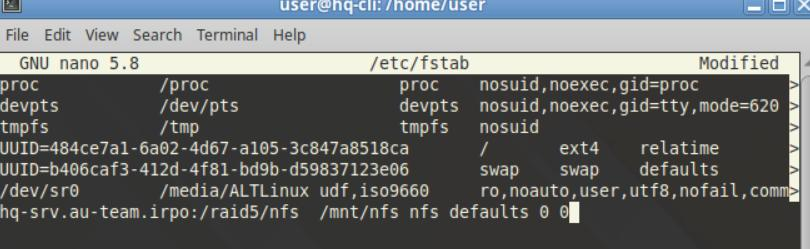 user@hq-cli: /home/user
File Edit View Search Terminal Help
GNU nano 5.8 /etc/fstab Modified
proc /proc proc nosuid,noexec,gid=proc >
devpts /dev/pts devpts nosuid,noexec,gid=tty,mode=620 >
tmpfs /tmp tmpfs nosuid >
UUID=484ce7a1-6a02-4d67-a105-3c847a8518ca / ext4 relatime >
UUID=b406caf3-412d-4f81-bd9b-d59837123e06 swap swap defaults >
/dev/sr0 /media/ALTLinux udf,iso9660 ro,noauto,user,utf8,nofail,comm>
hq-srv.au-team.irpo:/raid5/nfs /mnt/nfs nfs defaults 0 0